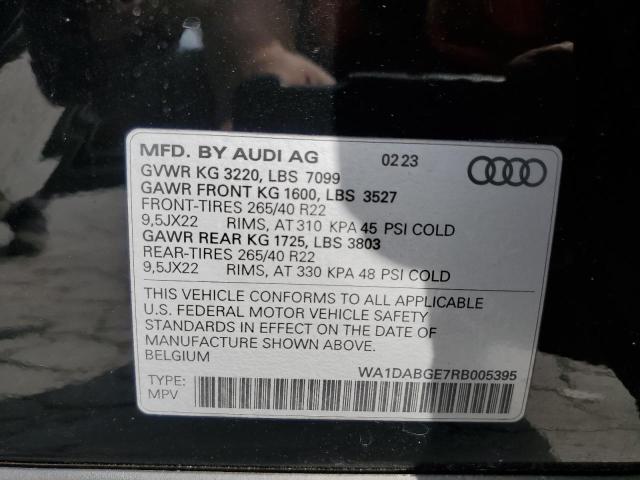 MFD. BY AUDI AG 02 23
GVWR KG 3220, LBS 7099
GAWR FRONT KG 1600, LBS 3527
FRONT-TIRES 265/40 R22
9,5JX22 RIMS, AT 310 KPA 45 PSI COLD
GAWR REAR KG 1725, LBS 3803
REAR-TIRES 265/40 R22
9,5JX22 RIMS, AT 330 KPA 48 PSI COLD
THIS VEHICLE CONFORMS TO ALL APPLICABLE
U.S. FEDERAL MOTOR VEHICLE SAFETY
STANDARDS IN EFFECT ON THE DATE OF
MANUFACTURE SHOWN ABOVE.
BELGIUM
WA1DABGE7RB005395
TYPE:
MPV